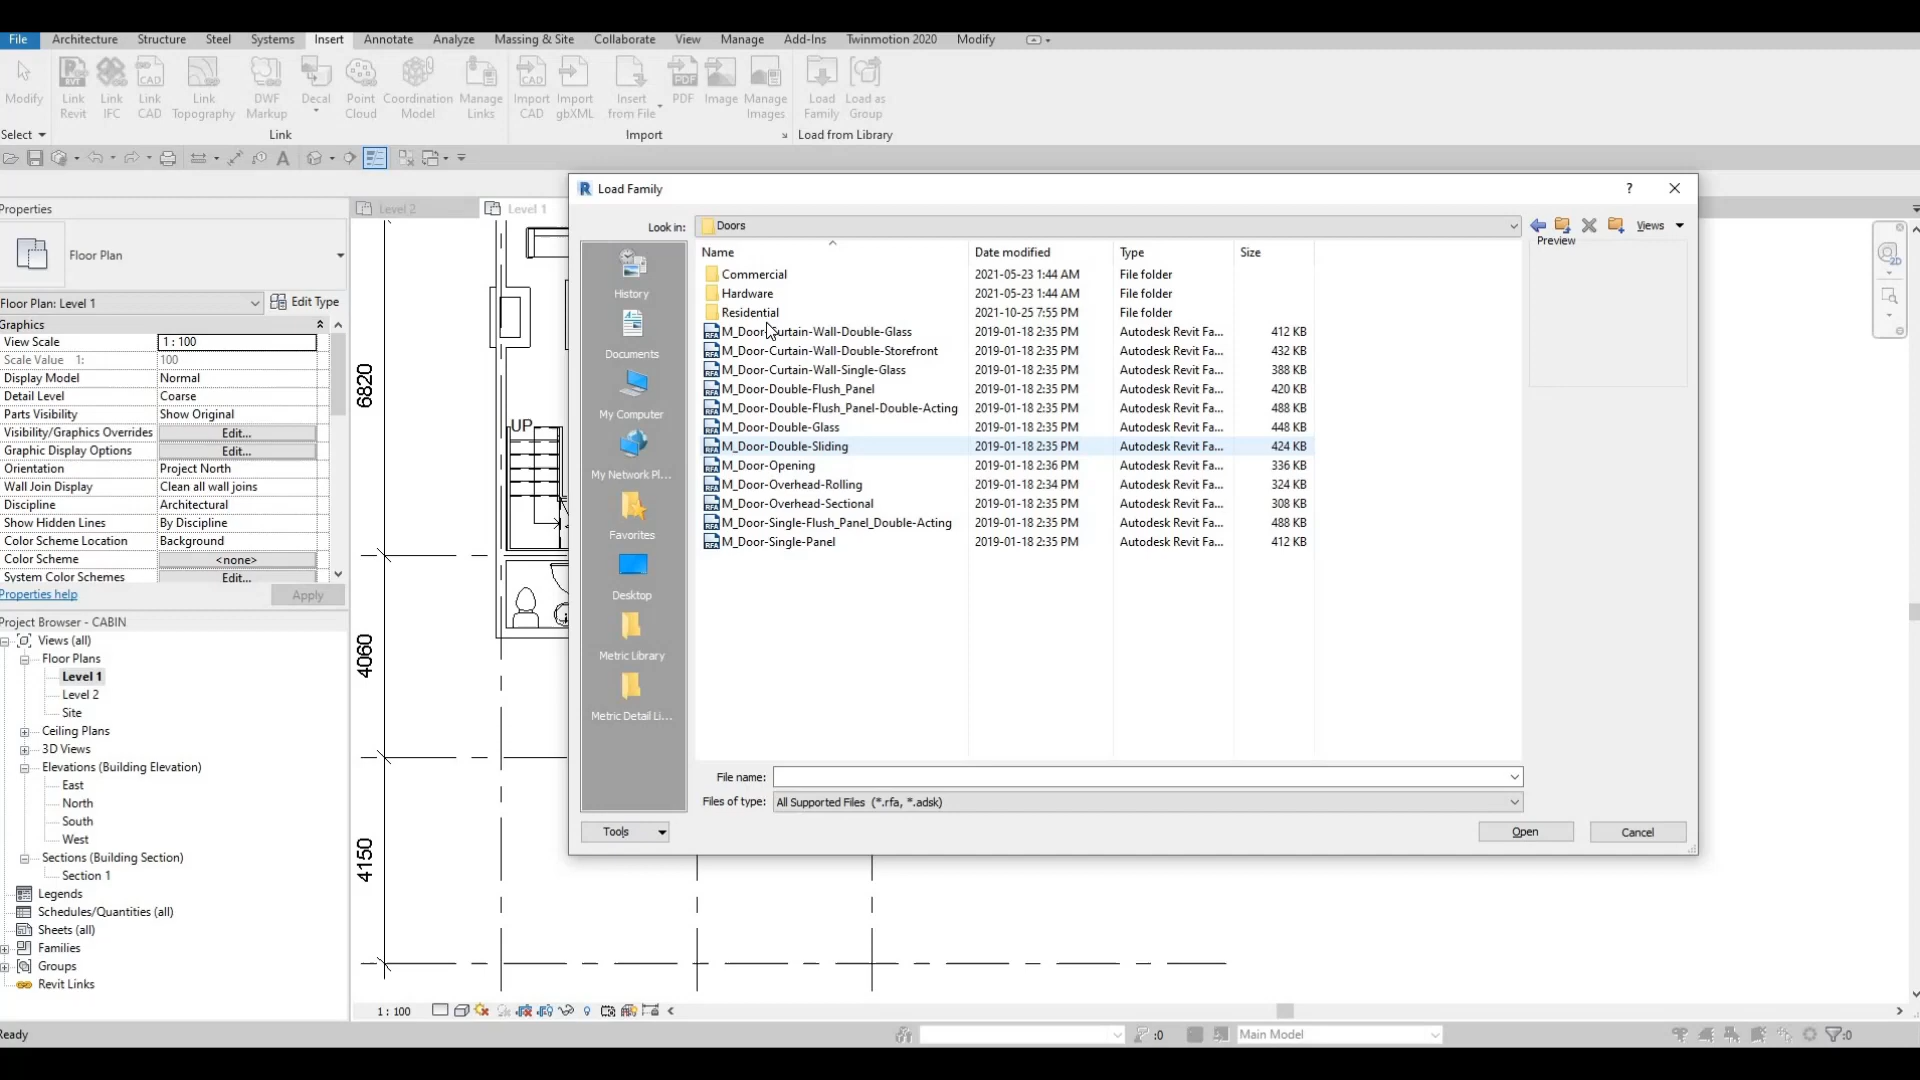 File Architecture Structure Steel Systems Insert Annotate Analyze Massing & Site Collaborate View Manage Add-Ins Twinmotion 2020 Modify
Modify
Link Revit
Link IFC
Link CAD
Link Topography
DWF Markup
Decal
Point Cloud
Coordination Model
Manage Links
Import CAD
Import gbXML
Insert from File
PDF
Image
Manage Images
Load Family
Load as Group
Select
Link
Import
Load from Library
Properties
Level 2
Level 1
Floor Plan
Floor Plan: Level 1
Edit Type
Graphics
View Scale 1 : 100
Scale Value 1: 100
Display Model Normal
Detail Level Coarse
Parts Visibility Show Original
Visibility/Graphics Overrides Edit...
Graphic Display Options Edit...
Orientation Project North
Wall Join Display Clean all wall joins
Discipline Architectural
Show Hidden Lines By Discipline
Color Scheme Location Background
Color Scheme <none>
System Color Schemes Edit...
Properties help
Apply
Project Browser - CABIN
Views (all)
Floor Plans
Level 1
Level 2
Site
Ceiling Plans
3D Views
Elevations (Building Elevation)
East
North
South
West
Sections (Building Section)
Section 1
Legends
Schedules/Quantities (all)
Sheets (all)
Families
Groups
Revit Links
6820
4060
4150
UP
Load Family
?
Look in: Doors
Views
Preview
History
Documents
My Computer
My Network Pl...
Favorites
Desktop
Metric Library
Metric Detail Li...
Name Date modified Type Size
Commercial 2021-05-23 1:44 AM File folder
Hardware 2021-05-23 1:44 AM File folder
Residential 2021-10-25 7:55 PM File folder
M_Door-Curtain-Wall-Double-Glass 2019-01-18 2:35 PM Autodesk Revit Fa... 412 KB
M_Door-Curtain-Wall-Double-Storefront 2019-01-18 2:35 PM Autodesk Revit Fa... 432 KB
M_Door-Curtain-Wall-Single-Glass 2019-01-18 2:35 PM Autodesk Revit Fa... 388 KB
M_Door-Double-Flush_Panel 2019-01-18 2:35 PM Autodesk Revit Fa... 420 KB
M_Door-Double-Flush_Panel-Double-Acting 2019-01-18 2:35 PM Autodesk Revit Fa... 488 KB
M_Door-Double-Glass 2019-01-18 2:35 PM Autodesk Revit Fa... 448 KB
M_Door-Double-Sliding 2019-01-18 2:35 PM Autodesk Revit Fa... 424 KB
M_Door-Opening 2019-01-18 2:36 PM Autodesk Revit Fa... 336 KB
M_Door-Overhead-Rolling 2019-01-18 2:34 PM Autodesk Revit Fa... 324 KB
M_Door-Overhead-Sectional 2019-01-18 2:35 PM Autodesk Revit Fa... 308 KB
M_Door-Single-Flush_Panel_Double-Acting 2019-01-18 2:35 PM Autodesk Revit Fa... 488 KB
M_Door-Single-Panel 2019-01-18 2:35 PM Autodesk Revit Fa... 412 KB
File name:
Files of type: All Supported Files (*.rfa, *.adsk)
Tools
Open
Cancel
1 : 100
Ready
:0
Main Model
:0